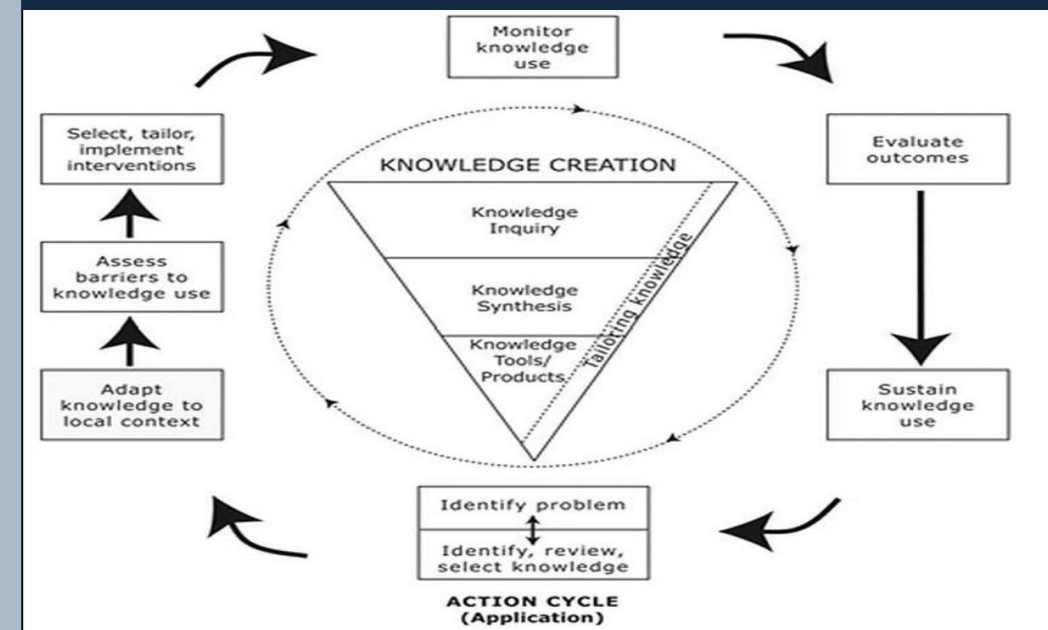 Monitor
knowledge
use
Select, tailor,
implement
interventions
Evaluate
outcomes
KNOWLEDGE CREATION
Knowledge
Inquiry
Assess
barriers to
knowledge use
Knowledge
Synthesis
Tailoring knowledge
Knowledge
Tools/
Products
Adapt
knowledge to
local context
Sustain
knowledge
use
Identify problem
Identify, review,
select knowledge
ACTION CYCLE
(Application)